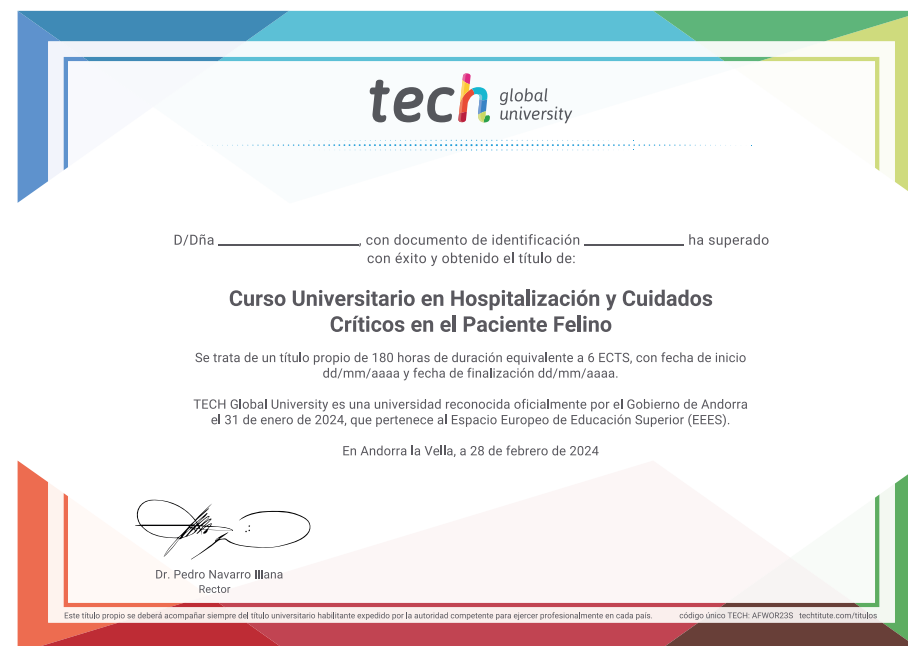 tech global university
D/Dña ____________________, con documento de identificación ______________ ha superado
con éxito y obtenido el título de:
Curso Universitario en Hospitalización y Cuidados
Críticos en el Paciente Felino
Se trata de un título propio de 180 horas de duración equivalente a 6 ECTS, con fecha de inicio
dd/mm/aaaa y fecha de finalización dd/mm/aaaa.
TECH Global University es una universidad reconocida oficialmente por el Gobierno de Andorra
el 31 de enero de 2024, que pertenece al Espacio Europeo de Educación Superior (EEES).
En Andorra la Vella, a 28 de febrero de 2024
Dr. Pedro Navarro Illana
Rector
Este título propio se deberá acompañar siempre del título universitario habilitante expedido por la autoridad competente para ejercer profesionalmente en cada país. código único TECH: AFWOR23S techtitute.com/titulos